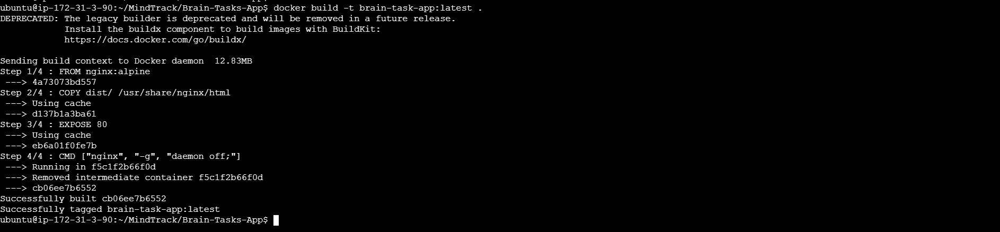 ubuntu@ip-172-31-3-90:~/MindTrack/Brain-Tasks-App$ docker build -t brain-task-app:latest .
DEPRECATED: The legacy builder is deprecated and will be removed in a future release.
            Install the buildx component to build images with BuildKit:
            https://docs.docker.com/go/buildx/

Sending build context to Docker daemon  12.83MB
Step 1/4 : FROM nginx:alpine
 ---> 4a73073bd557
Step 2/4 : COPY dist/ /usr/share/nginx/html
 ---> Using cache
 ---> d137b1a3ba61
Step 3/4 : EXPOSE 80
 ---> Using cache
 ---> eb6a01f0fe7b
Step 4/4 : CMD ["nginx", "-g", "daemon off;"]
 ---> Running in f5c1f2b66f0d
 ---> Removed intermediate container f5c1f2b66f0d
 ---> cb06ee7b6552
Successfully built cb06ee7b6552
Successfully tagged brain-task-app:latest
ubuntu@ip-172-31-3-90:~/MindTrack/Brain-Tasks-App$